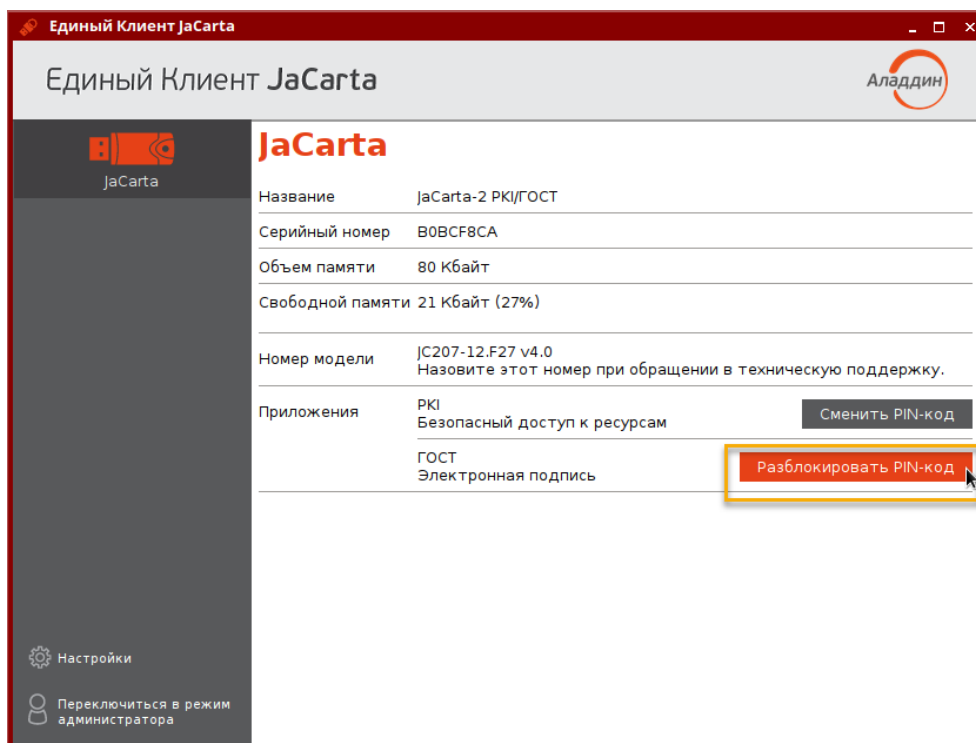 Единый Клиент JaCarta
Единый Клиент JaCarta
Аладдин
JaCarta
JaCarta
Название JaCarta-2 PKI/ГОСТ
Серийный номер B0BCF8CA
Объем памяти 80 Кбайт
Свободной памяти 21 Кбайт (27%)
Номер модели JC207-12.F27 v4.0
Назовите этот номер при обращении в техническую поддержку.
Приложения PKI
Безопасный доступ к ресурсам
Сменить PIN-код
ГОСТ
Электронная подпись
Разблокировать PIN-код
Настройки
Переключиться в режим
администратора